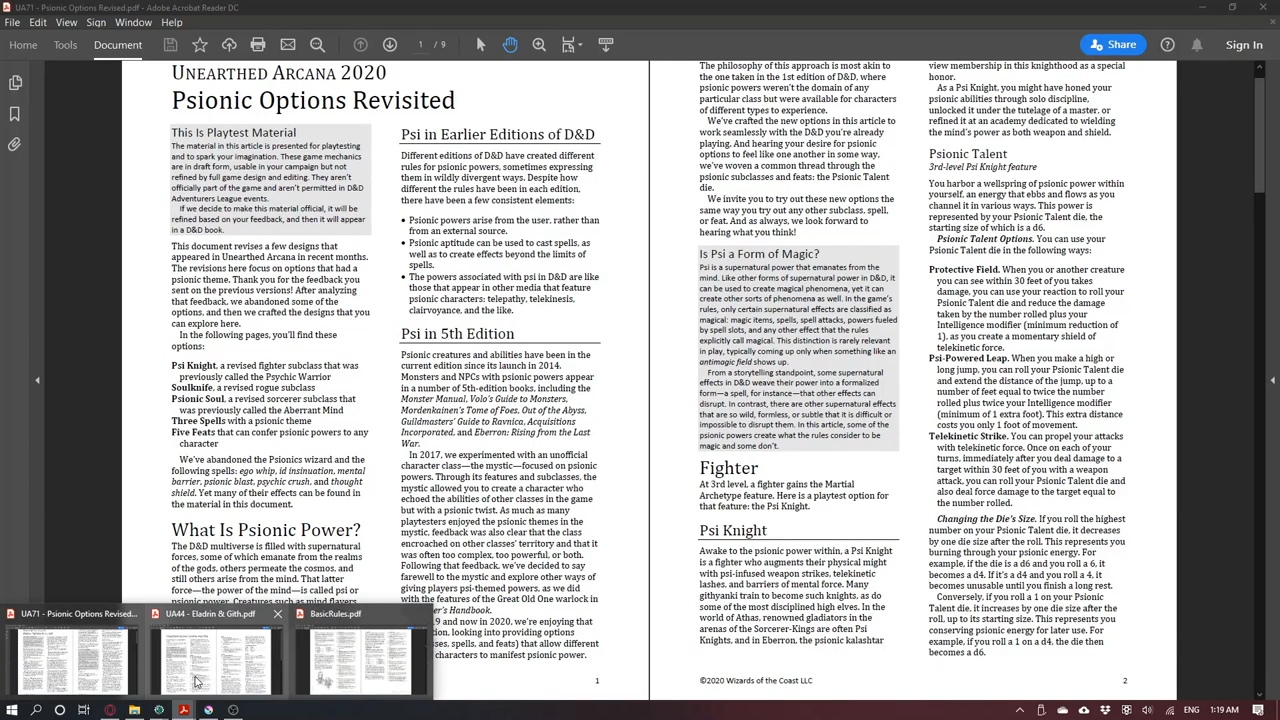 UA71 - Psionic Options Revised.pdf - Adobe Acrobat Reader DC
File Edit View Sign Window Help
Home Tools Document
1 / 9
Share
Sign In
UNEARTHED ARCANA 2020
Psionic Options Revisited
This Is Playtest Material
The material in this article is presented for playtesting
and to spark your imagination. These game mechanics
are in draft form, usable in your campaign but not
refined by full game design and editing. They aren't
officially part of the game and aren't permitted in D&D
Adventurers League events.
If we decide to make this material official, it will be
refined based on your feedback, and then it will appear
in a D&D book.
This document revises a few designs that
appeared in Unearthed Arcana in recent months.
The revisions here focus on options that had a
psionic theme. Thank you for the feedback you
sent on the previous versions! After analyzing
that feedback, we abandoned some of the
options, and then we crafted the designs that you
can explore here.
In the following pages, you'll find these
options:
Psi Knight, a revised fighter subclass that was
previously called the Psychic Warrior
Soulknife, a revised rogue subclass
Psionic Soul, a revised sorcerer subclass that
was previously called the Aberrant Mind
Three Spells with a psionic theme
Five Feats that can confer psionic powers to any
character
We've abandoned the Psionics wizard and the
following spells: ego whip, id insinuation, mental
barrier, psionic blast, psychic crush, and thought
shield. Yet many of their effects can be found in
the material in this document.
What Is Psionic Power?
The D&D multiverse is filled with supernatural
forces, some of which emanate from the realms
of the gods, others permeate the cosmos, and
still others arise from the mind. That latter
force—the power of the mind—is called psi or
psionic power. Creatures such as mind flayers
Psi in Earlier Editions of D&D
Different editions of D&D have created different
rules for psionic powers, sometimes expressing
them in wildly divergent ways. Despite how
different the rules have been in each edition,
there have been a few consistent elements:
• Psionic powers arise from the user, rather than
from an external source.
• Psionic aptitude can be used to cast spells, as
well as to create effects beyond the limits of
spells.
• The powers associated with psi in D&D are like
those that appear in other media that feature
psionic characters: telepathy, telekinesis,
clairvoyance, and the like.
Psi in 5th Edition
Psionic creatures and abilities have been in the
current edition since its launch in 2014.
Monsters and NPCs with psionic powers appear
in a number of 5th-edition books, including the
Monster Manual, Volo's Guide to Monsters,
Mordenkainen's Tome of Foes, Out of the Abyss,
Guildmasters' Guide to Ravnica, Acquisitions
Incorporated, and Eberron: Rising from the Last
War.
In 2017, we experimented with an unofficial
character class—the mystic—focused on psionic
powers. Through its features and subclasses, the
mystic allowed you to create a character who
echoed the abilities of other classes in the game
but with a psionic twist. As much as many
playtesters enjoyed the psionic themes in the
mystic, feedback was also clear that the class
encroached on other classes' territory and that it
was often too complex, too powerful, or both.
Following that feedback, we've decided to say
farewell to the mystic and explore other ways of
giving players psi-themed powers, as we did
with the features of the Great Old One warlock in
er's Handbook.
9 and now in 2020, we're enjoying that
tion, looking into providing options
sses, spells, and feats) that allow different
characters to manifest psionic power.
1
The philosophy of this approach is most akin to
the one taken in the 1st edition of D&D, where
psionic powers weren't the domain of any
particular class but were available for characters
of different types to experience.
We've crafted the new options in this article to
work seamlessly with the D&D you're already
playing. And hearing your desire for psionic
options to feel like one another in some way,
we've woven a common thread through the
psionic subclasses and feats: the Psionic Talent
die.
We invite you to try out these new options the
same way you try out any other subclass, spell,
or feat. And as always, we look forward to
hearing what you think!
Is Psi a Form of Magic?
Psi is a supernatural power that emanates from the
mind. Like other forms of supernatural power in D&D, it
can be used to create magical phenomena, yet it can
create other sorts of phenomena as well. In the game's
rules, only certain supernatural effects are classified as
magical: magic items, spells, spell attacks, powers fueled
by spell slots, and any other effect that the rules
explicitly call magical. This distinction is rarely relevant
in play, typically coming up only when something like an
antimagic field shows up.
From a storytelling standpoint, some supernatural
effects in D&D weave their power into a formalized
form—a spell, for instance—that other effects can
disrupt. In contrast, there are other supernatural effects
that are so wild, formless, or subtle that it is difficult or
impossible to disrupt them. In this article, some of the
psionic powers create what the rules consider to be
magic and some don't.
Fighter
At 3rd level, a fighter gains the Martial
Archetype feature. Here is a playtest option for
that feature: the Psi Knight.
Psi Knight
Awake to the psionic power within, a Psi Knight
is a fighter who augments their physical might
with psi-infused weapon strikes, telekinetic
lashes, and barriers of mental force. Many
githyanki train to become such knights, as do
some of the most disciplined high elves. In the
world of Athas, renowned gladiators in the
arenas of the Sorcerer-Kings are often Psi
Knights, and in Eberron, the psionic kalashtar
©2020 Wizards of the Coast LLC
view membership in this knighthood as a special
honor.
As a Psi Knight, you might have honed your
psionic abilities through solo discipline,
unlocked it under the tutelage of a master, or
refined it at an academy dedicated to wielding
the mind's power as both weapon and shield.
Psionic Talent
3rd-level Psi Knight feature
You harbor a wellspring of psionic power within
yourself, an energy that ebbs and flows as you
channel it in various ways. This power is
represented by your Psionic Talent die, the
starting size of which is a d6.
Psionic Talent Options. You can use your
Psionic Talent die in the following ways:
Protective Field. When you or another creature
you can see within 30 feet of you takes
damage, you can use your reaction to roll your
Psionic Talent die and reduce the damage
taken by the number rolled plus your
Intelligence modifier (minimum reduction of
1), as you create a momentary shield of
telekinetic force.
Psi-Powered Leap. When you make a high or
long jump, you can roll your Psionic Talent die
and extend the distance of the jump, up to a
number of feet equal to twice the number
rolled plus twice your Intelligence modifier
(minimum of 1 extra foot). This extra distance
costs you only 1 foot of movement.
Telekinetic Strike. You can propel your attacks
with telekinetic force. Once on each of your
turns, immediately after you deal damage to a
target within 30 feet of you with a weapon
attack, you can roll your Psionic Talent die and
also deal force damage to the target equal to
the number rolled.
Changing the Die's Size. If you roll the highest
number on your Psionic Talent die, it decreases
by one die size after the roll. This represents you
burning through your psionic energy. For
example, if the die is a d6 and you roll a 6, it
becomes a d4. If it's a d4 and you roll a 4, it
becomes unusable until you finish a long rest.
Conversely, if you roll a 1 on your Psionic
Talent die, it increases by one die size after the
roll, up to its starting size. This represents you
conserving psionic energy for later use. For
example, if you roll a 1 on a d4, the die then
becomes a d6.
2
UA71 - Psionic Options Revised...
UA44 - Eladrin & Gith.pdf
BasicRules.pdf
ENG
1:19 AM